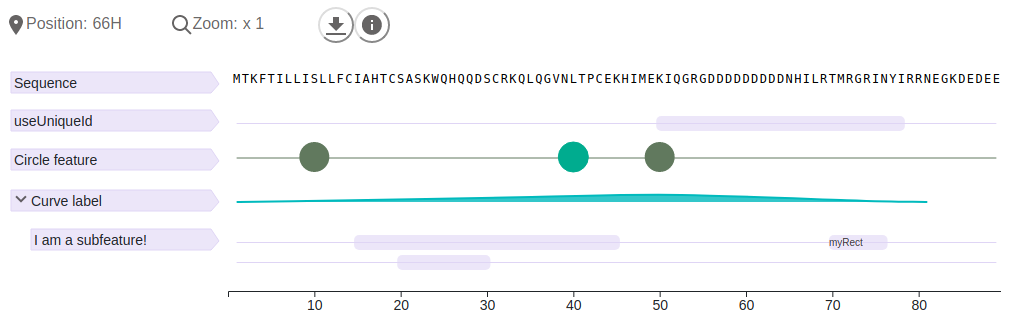 Position: 66H
Zoom: x 1
Sequence
MTKFTILLISLLFCIAHTCSASKWQHQQDSCRKQLQGVNLTPCEKHIMEKIQGRGDDDDDDDDDNHILRTMRGRINYIRRNEGKDEDEE
useUniqueId
Circle feature
Curve label
I am a subfeature!
myRect
10 20 30 40 50 60 70 80